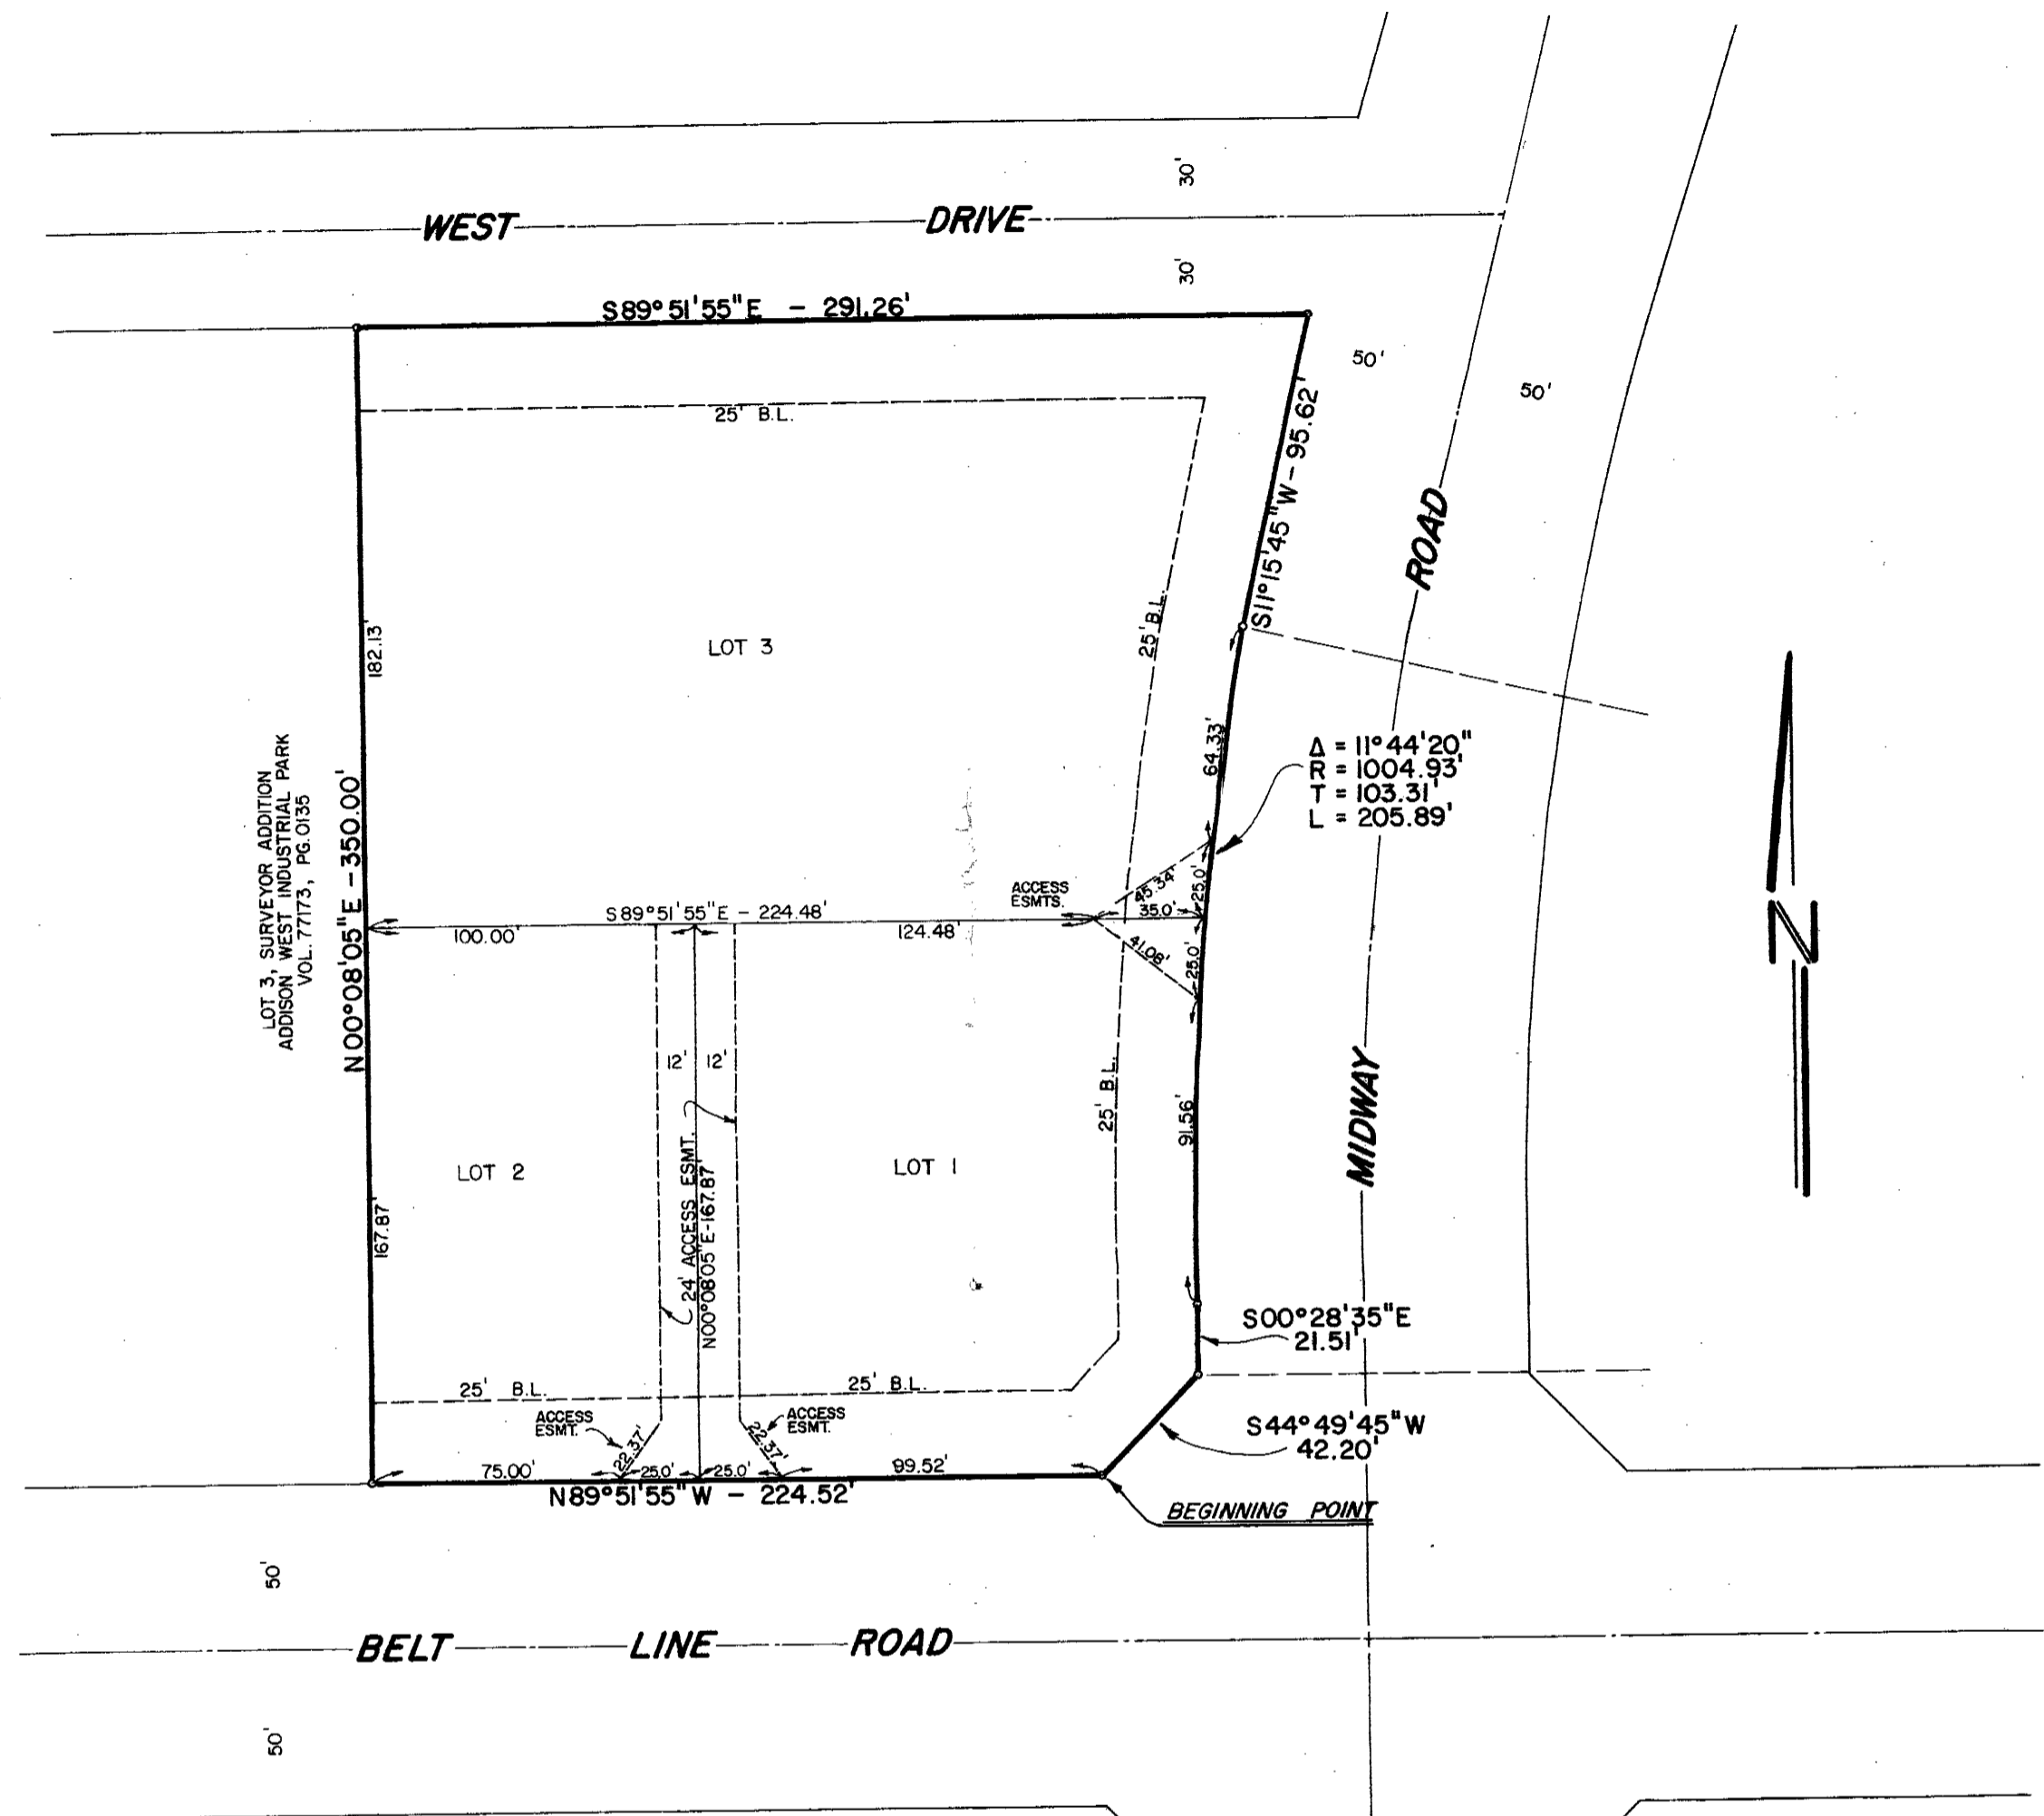 30'
WEST DRIVE
30'
S89°51'55"E - 291.26'
50'
50'
25' B.L.
S11°15'45"W - 95.62'
ROAD
25' B.L.
182.13'
LOT 3
64.33'
Δ = 11°44'20"
R = 1004.93'
T = 103.31'
L = 205.89'
LOT 3, SURVEYOR ADDITION
ADDISON WEST INDUSTRIAL PARK
VOL. 77173, PG. 0135
N00°08'05"E - 350.00'
ACCESS
ESMTS.
45.34'
25.0'
35.0'
S89°51'55"E - 224.48'
100.00'
124.48'
41.08'
25.0'
N
12' 12'
25' B.L.
91.56'
MIDWAY
LOT 2
LOT 1
24' ACCESS ESMT.
N00°08'05"E-167.87'
167.87'
S00°28'35"E
21.51'
25' B.L.
25' B.L.
ACCESS
ESMT.
22.37'
22.37'
ACCESS
ESMT.
S44°49'45"W
42.20'
75.00'
25.0'
25.0'
99.52'
N89°51'55"W - 224.52'
BEGINNING POINT
50'
BELT LINE ROAD
50'